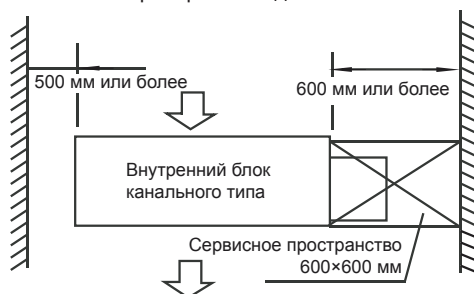 500 мм или более
600 мм или более
Внутренний блок
канального типа
Сервисное пространство
600×600 мм